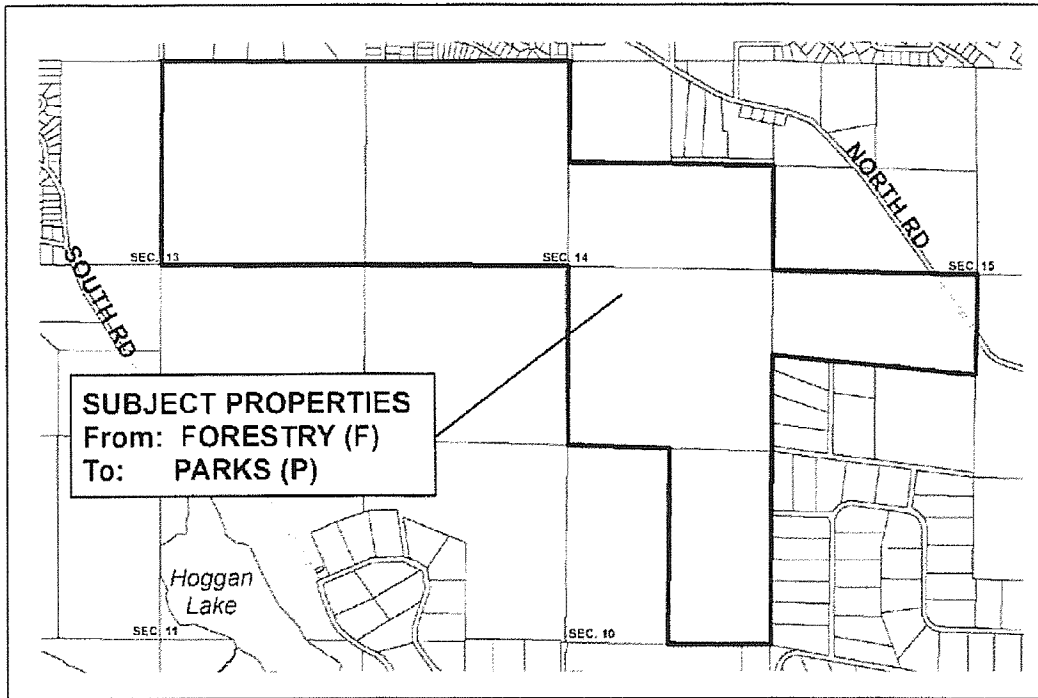 NORTH RD
SEC. 13
SEC. 14
SEC. 15
SOUTH RD
SUBJECT PROPERTIES
From: FORESTRY (F)
To: PARKS (P)
Hoggan
Lake
SEC. 11
SEC. 10